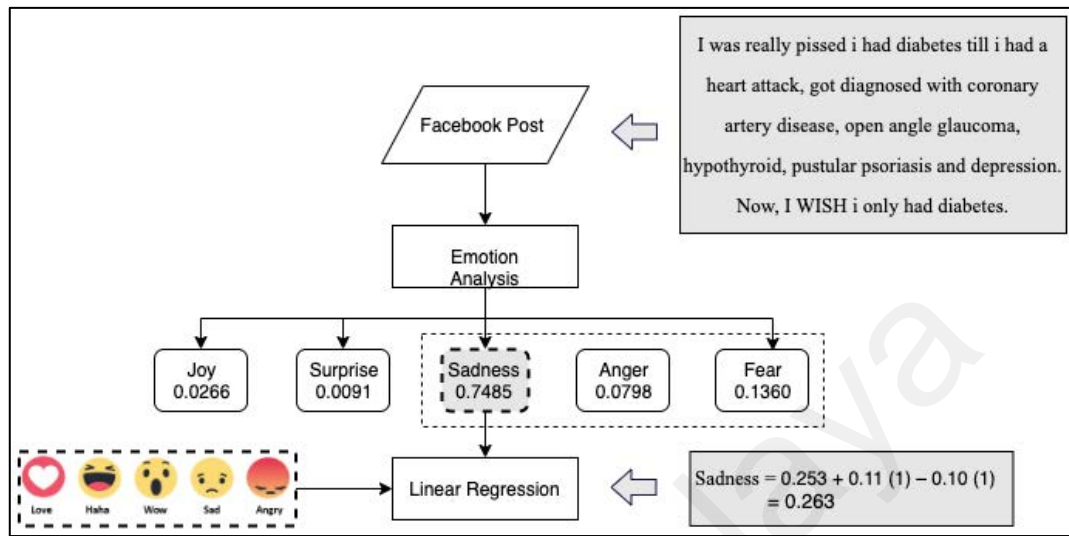 I was really pissed i had diabetes till i had a
heart attack, got diagnosed with coronary
artery disease, open angle glaucoma,
hypothyroid, pustular psoriasis and depression.
Now, I WISH i only had diabetes.
Facebook Post
Emotion
Analysis
Joy
0.0266
Surprise
0.0091
Sadness
0.7485
Anger
0.0798
Fear
0.1360
Love
Haha
Wow
Sad
Angry
Linear Regression
Sadness = 0.253 + 0.11 (1) – 0.10 (1)
= 0.263
laya